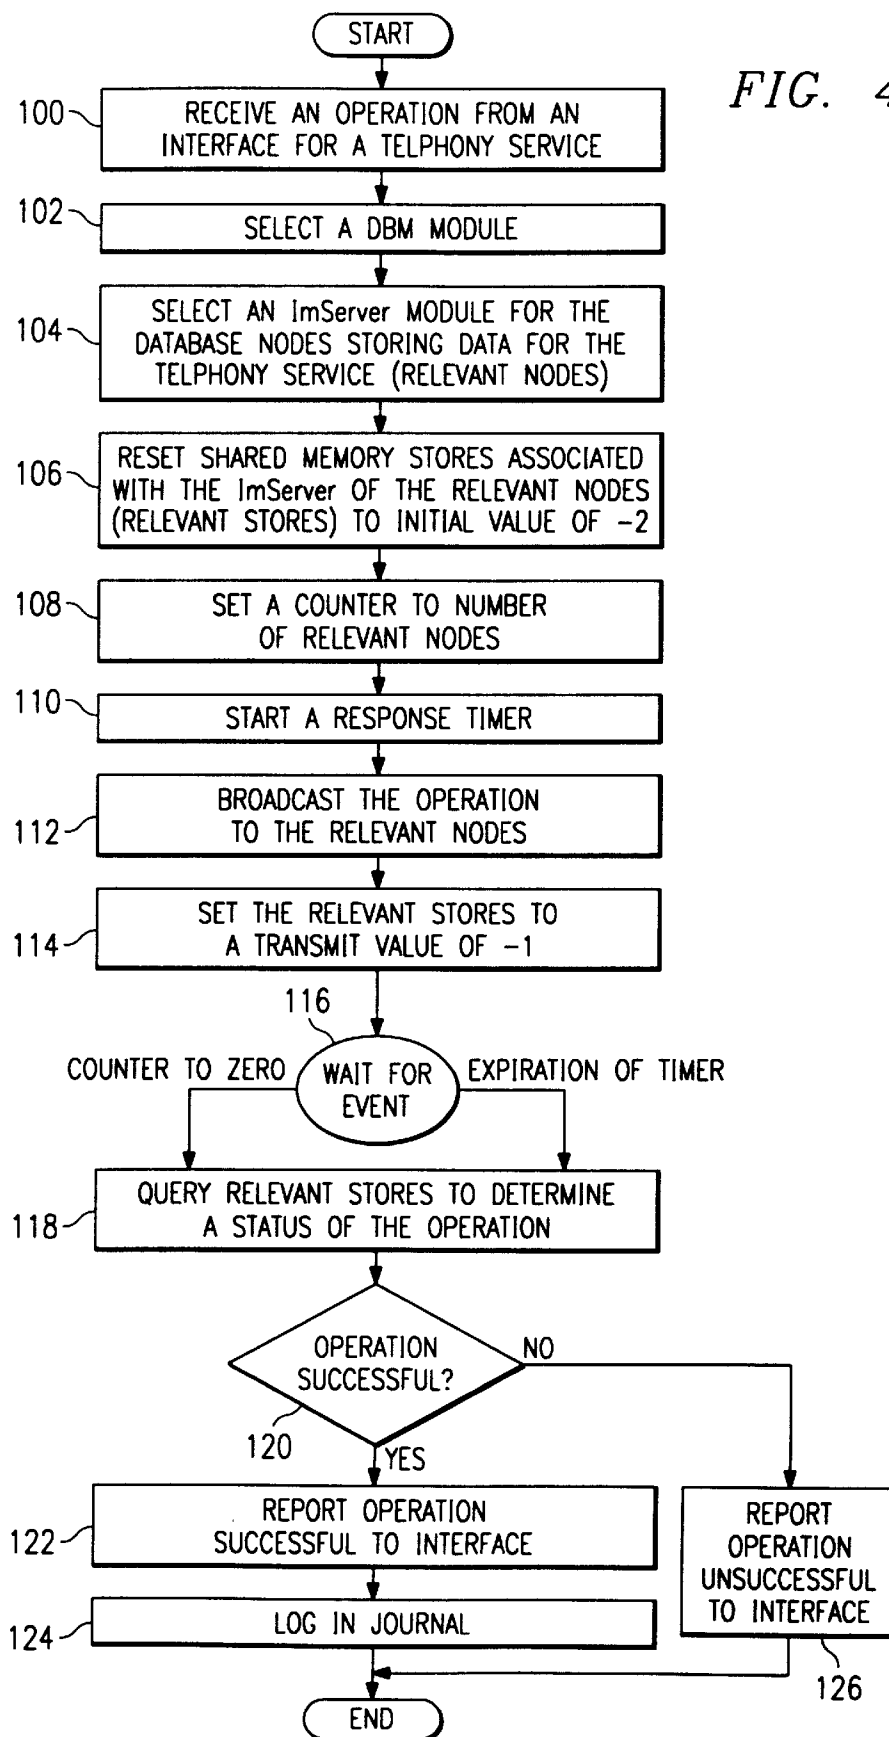 START
FIG. 4
100
RECEIVE AN OPERATION FROM AN
INTERFACE FOR A TELPHONY SERVICE
102
SELECT A DBM MODULE
104
SELECT AN ImServer MODULE FOR THE
DATABASE NODES STORING DATA FOR THE
TELPHONY SERVICE (RELEVANT NODES)
106
RESET SHARED MEMORY STORES ASSOCIATED
WITH THE ImServer OF THE RELEVANT NODES
(RELEVANT STORES) TO INITIAL VALUE OF -2
108
SET A COUNTER TO NUMBER
OF RELEVANT NODES
110
START A RESPONSE TIMER
112
BROADCAST THE OPERATION
TO THE RELEVANT NODES
114
SET THE RELEVANT STORES TO
A TRANSMIT VALUE OF -1
116
COUNTER TO ZERO
WAIT FOR
EVENT
EXPIRATION OF TIMER
118
QUERY RELEVANT STORES TO DETERMINE
A STATUS OF THE OPERATION
OPERATION
SUCCESSFUL?
NO
120
YES
122
REPORT OPERATION
SUCCESSFUL TO INTERFACE
REPORT
OPERATION
UNSUCCESSFUL
TO INTERFACE
124
LOG IN JOURNAL
126
END